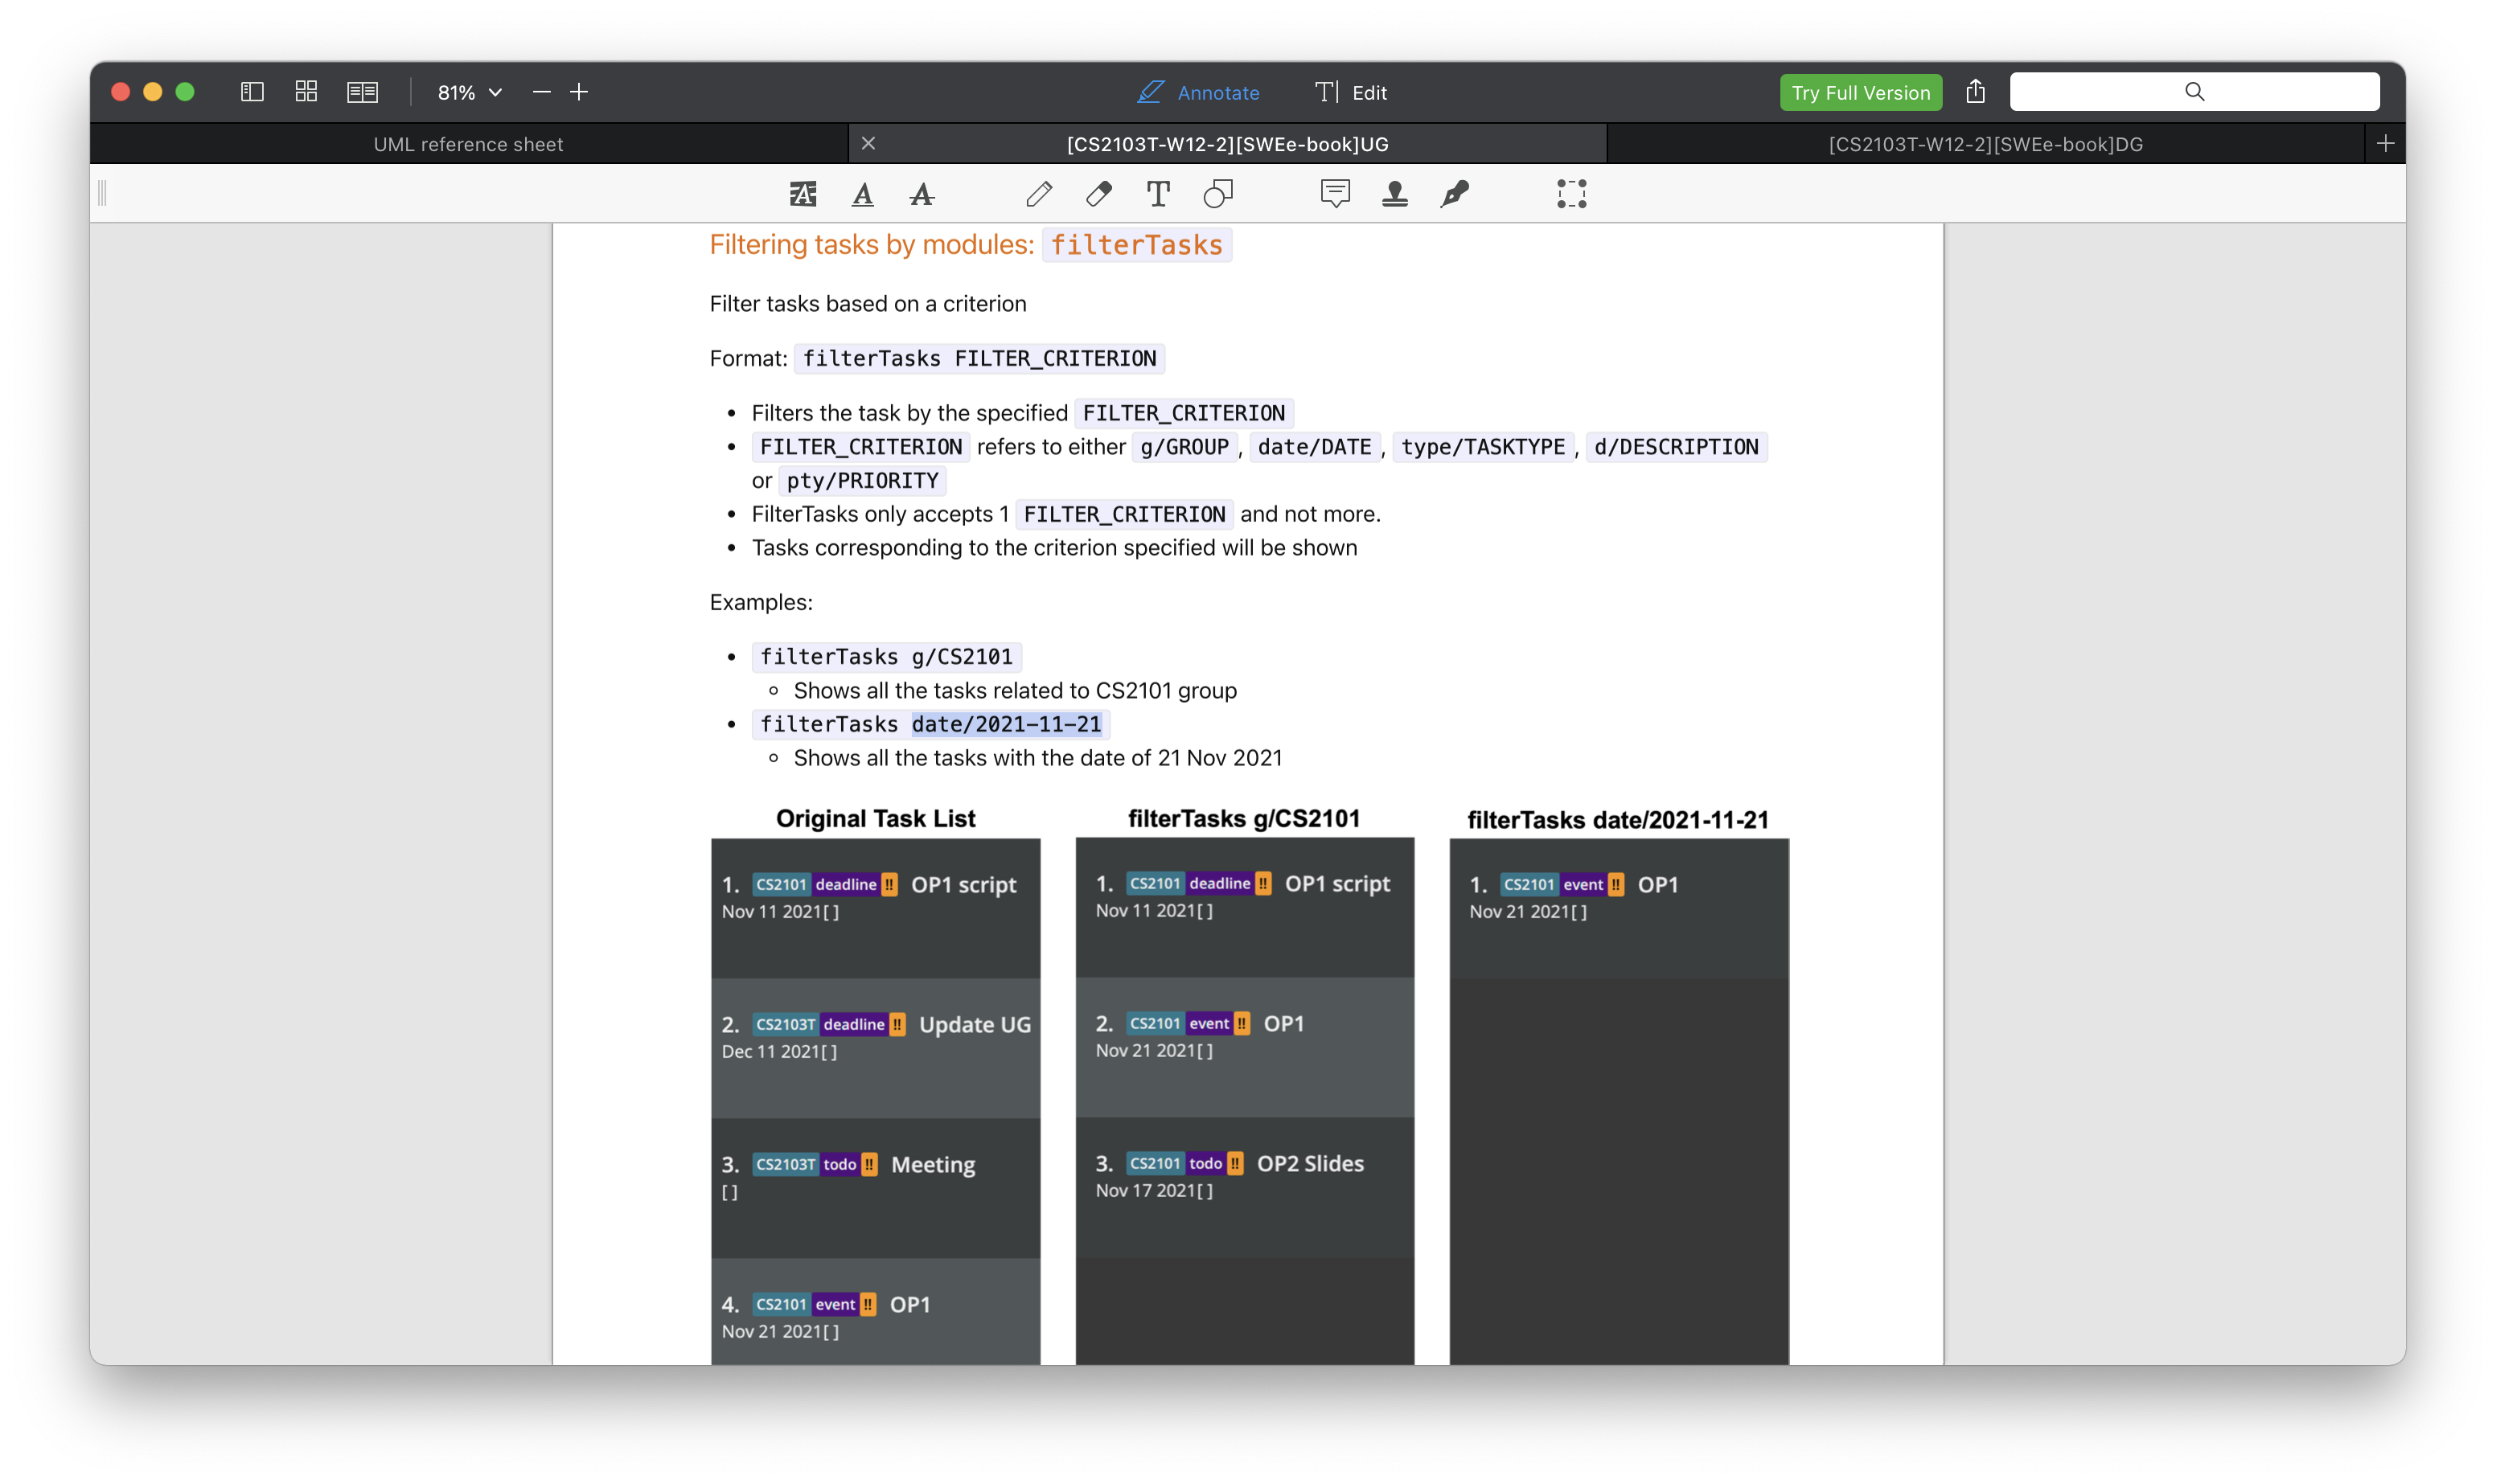 81%
Annotate
Edit
Try Full Version
UML reference sheet
[CS2103T-W12-2][SWEe-book]UG
[CS2103T-W12-2][SWEe-book]DG
Filtering tasks by modules: filterTasks
Filter tasks based on a criterion
Format: filterTasks FILTER_CRITERION
• Filters the task by the specified FILTER_CRITERION
• FILTER_CRITERION refers to either g/GROUP, date/DATE, type/TASKTYPE, d/DESCRIPTION
or pty/PRIORITY
• FilterTasks only accepts 1 FILTER_CRITERION and not more.
• Tasks corresponding to the criterion specified will be shown
Examples:
• filterTasks g/CS2101
◦ Shows all the tasks related to CS2101 group
• filterTasks date/2021-11-21
◦ Shows all the tasks with the date of 21 Nov 2021
Original Task List
1. CS2101 deadline !! OP1 script
Nov 11 2021[ ]
2. CS2103T deadline !! Update UG
Dec 11 2021[ ]
3. CS2103T todo !! Meeting
[ ]
4. CS2101 event !! OP1
Nov 21 2021[ ]
filterTasks g/CS2101
1. CS2101 deadline !! OP1 script
Nov 11 2021[ ]
2. CS2101 event !! OP1
Nov 21 2021[ ]
3. CS2101 todo !! OP2 Slides
Nov 17 2021[ ]
filterTasks date/2021-11-21
1. CS2101 event !! OP1
Nov 21 2021[ ]